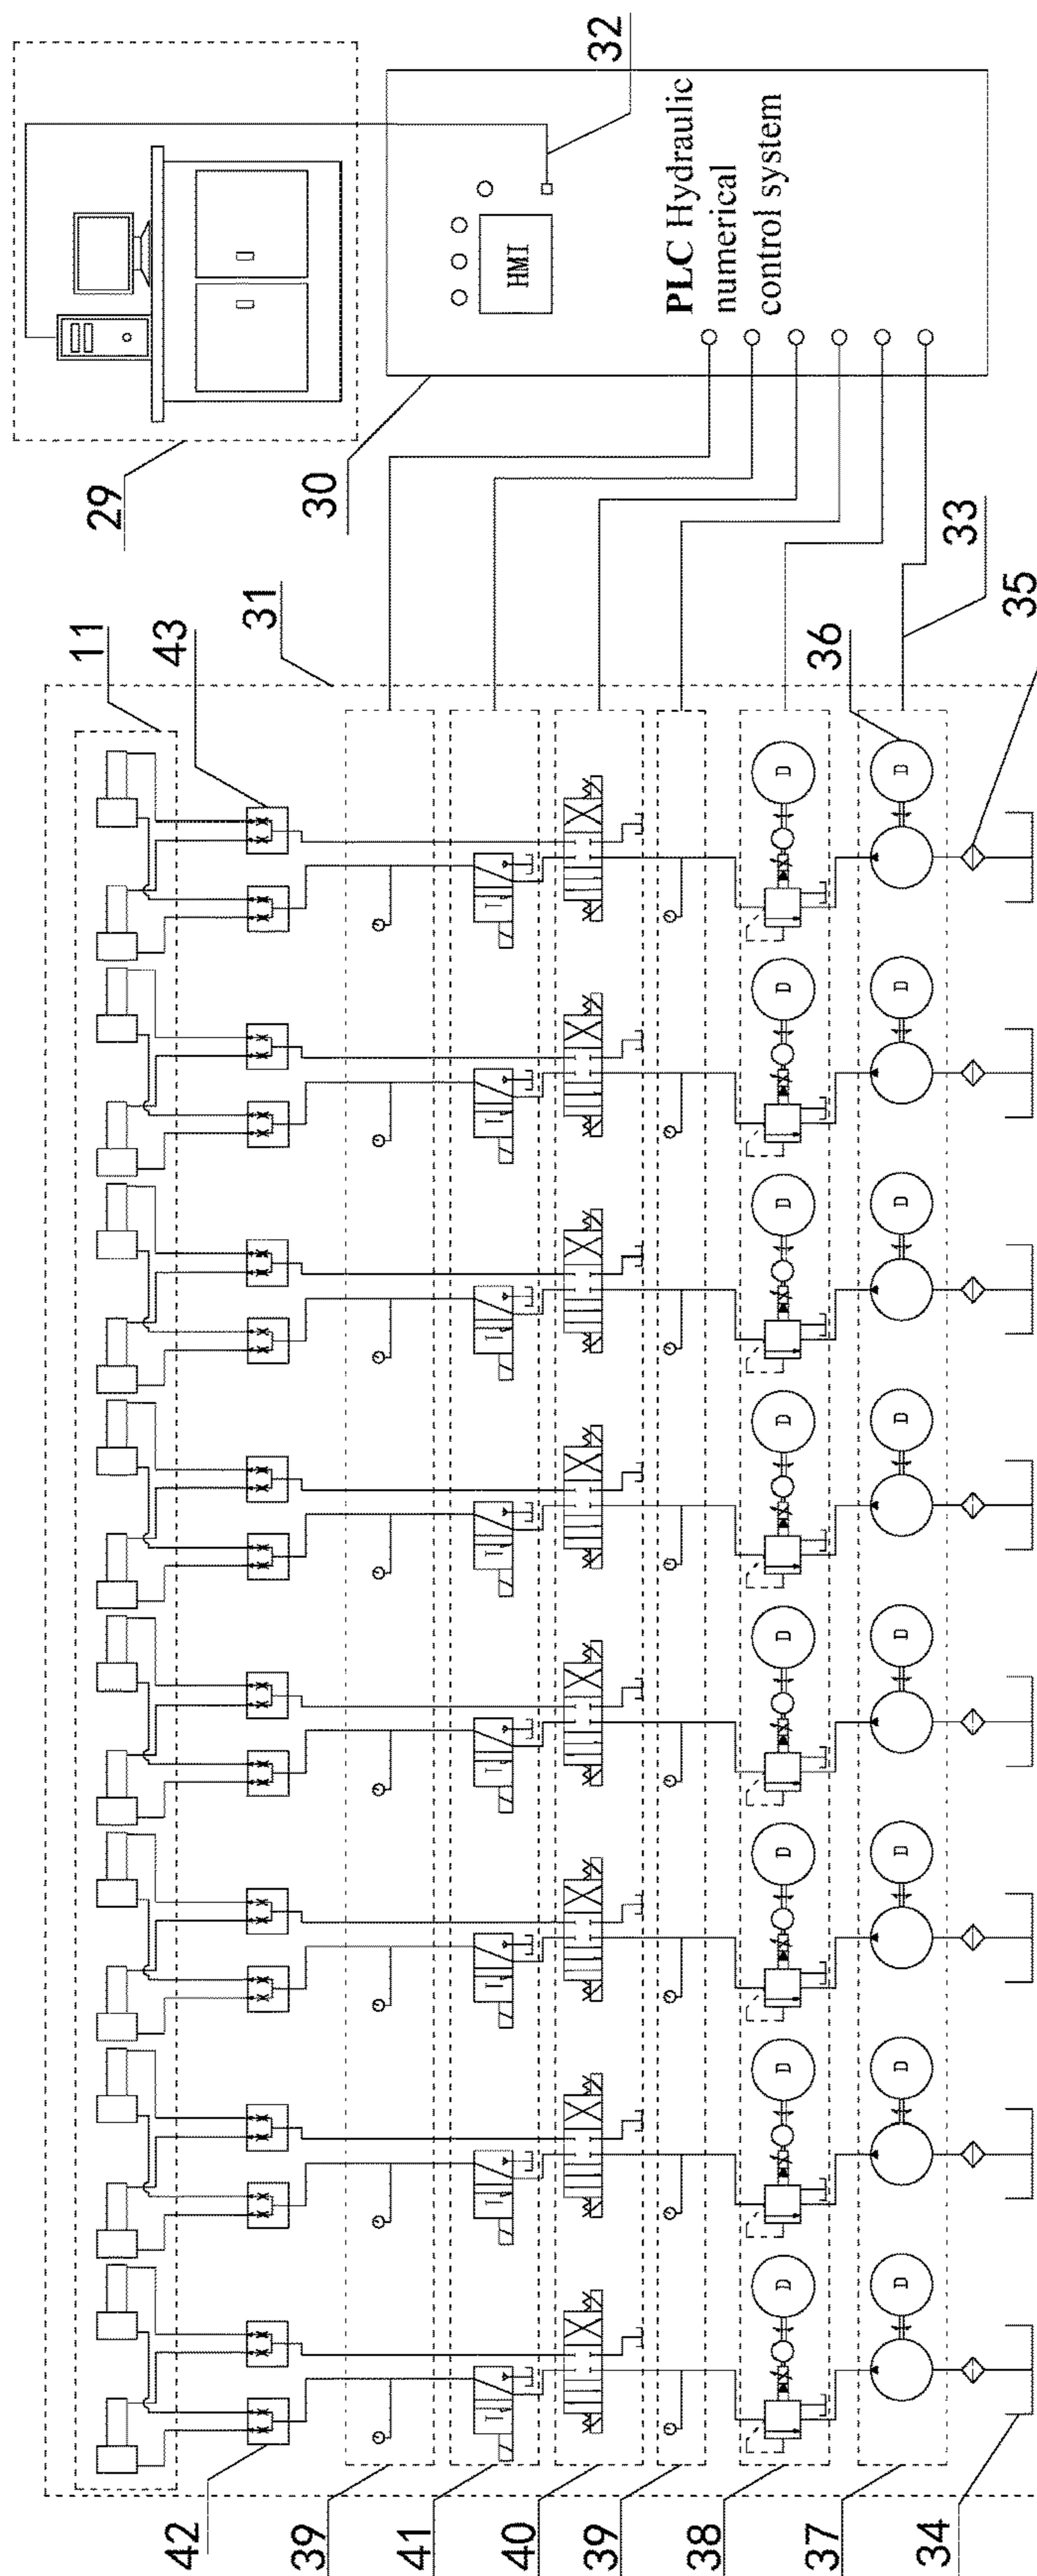 11
29
42
43
31
39
30
41
HMI
40
32
39
PLC Hydraulic
numerical
control system
38
D D D D D D D D
37
36
D D D D D D D D
34
33
35